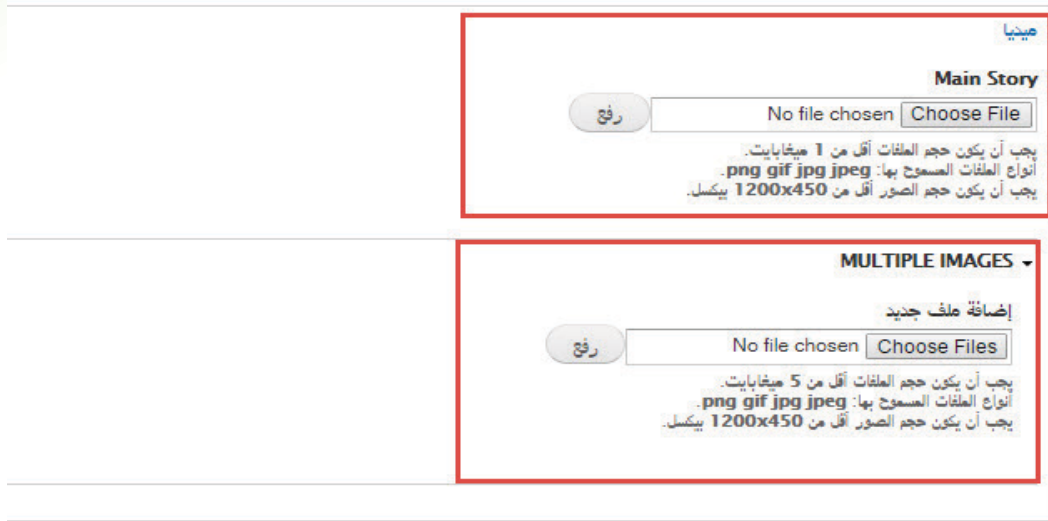 ميديا
Main Story
Choose File No file chosen رفع
يجب أن يكون حجم الملفات أقل من 1 ميغابايت.
أنواع الملفات المسموح بها: png gif jpg jpeg.
يجب أن يكون حجم الصور أقل من 1200x450 بيكسل.
MULTIPLE IMAGES
إضافة ملف جديد
Choose Files No file chosen رفع
يجب أن يكون حجم الملفات أقل من 5 ميغابايت.
أنواع الملفات المسموح بها: png gif jpg jpeg.
يجب أن يكون حجم الصور أقل من 1200x450 بيكسل.